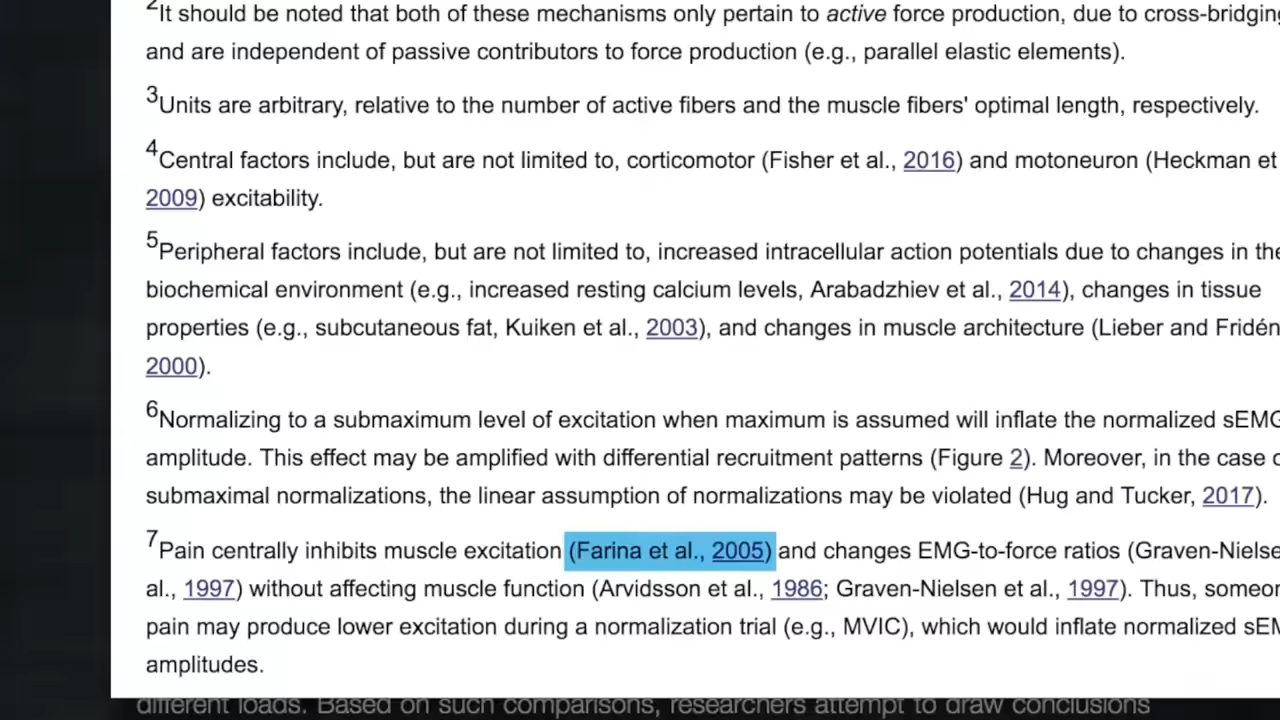 ²It should be noted that both of these mechanisms only pertain to active force production, due to cross-bridging
and are independent of passive contributors to force production (e.g., parallel elastic elements).
³Units are arbitrary, relative to the number of active fibers and the muscle fibers' optimal length, respectively.
⁴Central factors include, but are not limited to, corticomotor (Fisher et al., 2016) and motoneuron (Heckman et
2009) excitability.
⁵Peripheral factors include, but are not limited to, increased intracellular action potentials due to changes in the
biochemical environment (e.g., increased resting calcium levels, Arabadzhiev et al., 2014), changes in tissue
properties (e.g., subcutaneous fat, Kuiken et al., 2003), and changes in muscle architecture (Lieber and Fridén
2000).
⁶Normalizing to a submaximum level of excitation when maximum is assumed will inflate the normalized sEMG
amplitude. This effect may be amplified with differential recruitment patterns (Figure 2). Moreover, in the case o
submaximal normalizations, the linear assumption of normalizations may be violated (Hug and Tucker, 2017).
⁷Pain centrally inhibits muscle excitation (Farina et al., 2005) and changes EMG-to-force ratios (Graven-Nielse
al., 1997) without affecting muscle function (Arvidsson et al., 1986; Graven-Nielsen et al., 1997). Thus, someon
pain may produce lower excitation during a normalization trial (e.g., MVIC), which would inflate normalized sEM
amplitudes.
different loads. Based on such comparisons, researchers attempt to draw conclusions